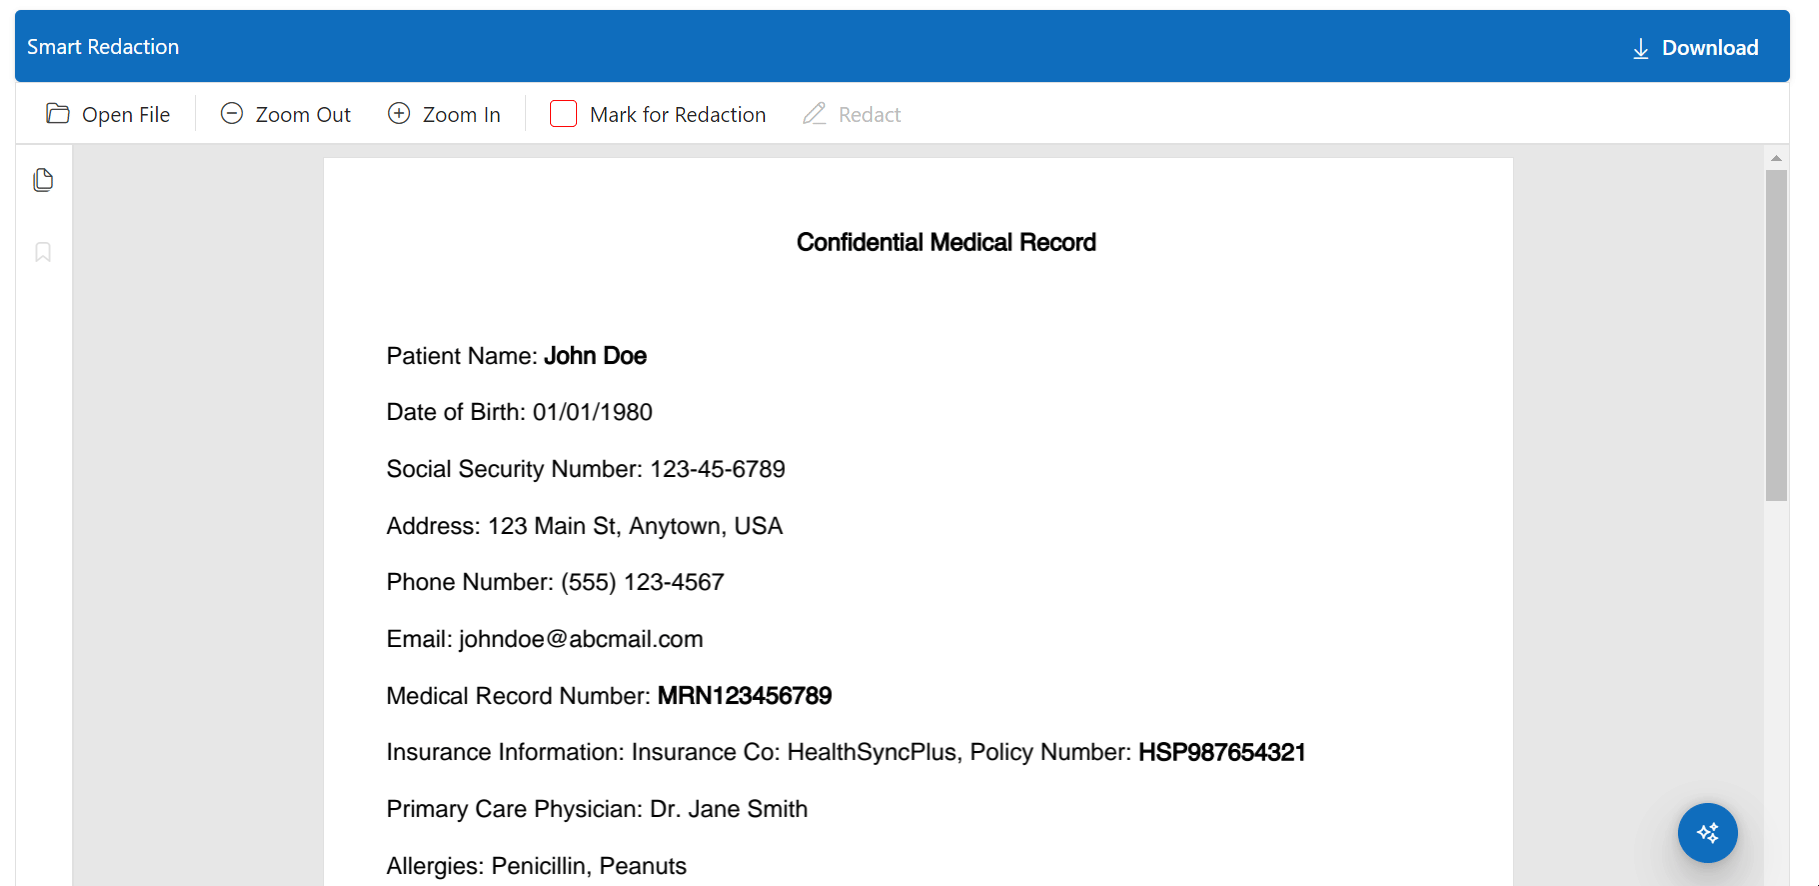 Smart Redaction
Download
Open File
Zoom Out
Zoom In
Mark for Redaction
Redact
Confidential Medical Record
Patient Name: John Doe
Date of Birth: 01/01/1980
Social Security Number: 123-45-6789
Address: 123 Main St, Anytown, USA
Phone Number: (555) 123-4567
Email: johndoe@abcmail.com
Medical Record Number: MRN123456789
Insurance Information: Insurance Co: HealthSyncPlus, Policy Number: HSP987654321
Primary Care Physician: Dr. Jane Smith
Allergies: Penicillin, Peanuts